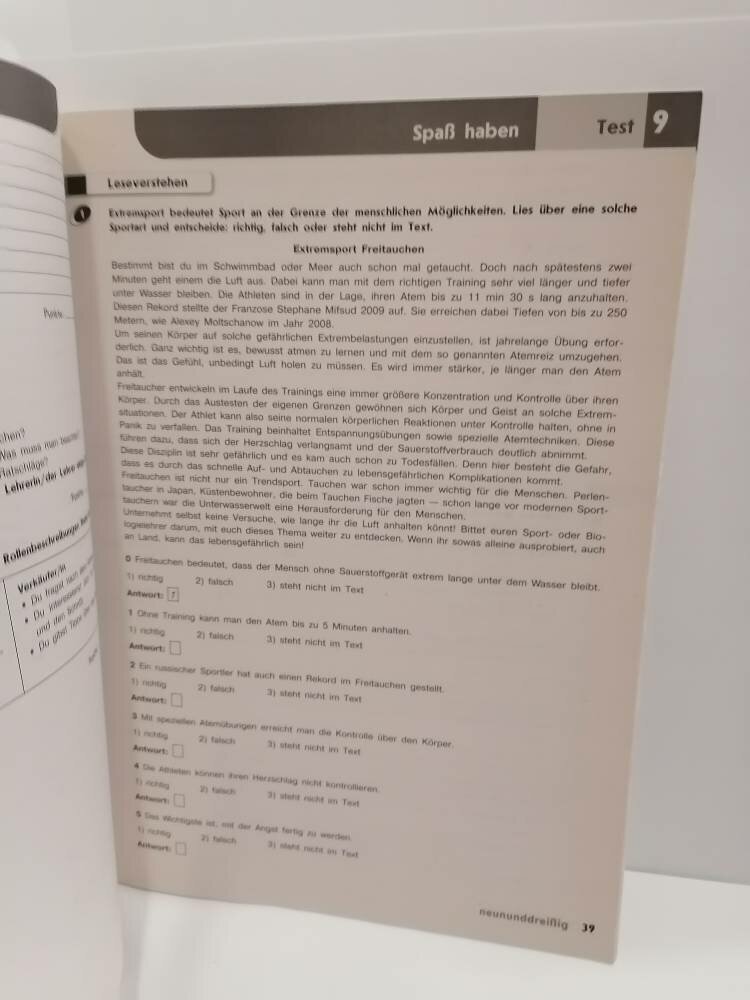 Punkte
chen?
Was muss man
Ratschläge?
Lehrerin/der Lehrer
Rollenbeschreibungen
Verkäufer/in
• Du fragst nach
• Du
und den
• Du gibst Tipps
Spaß haben Test 9
Leseverstehen
1 Extremsport bedeutet Sport an der Grenze der menschlichen Möglichkeiten. Lies über eine solche
Sportart und entscheide: richtig, falsch oder steht nicht im Text.
Extremsport Freitauchen
Bestimmt bist du im Schwimmbad oder Meer auch schon mal getaucht. Doch nach spätestens zwei
Minuten geht einem die Luft aus. Dabei kann man mit dem richtigen Training sehr viel länger und tiefer
unter Wasser bleiben. Die Athleten sind in der Lage, ihren Atem bis zu 11 min 30 s lang anzuhalten.
Diesen Rekord stellte der Franzose Stephane Mifsud 2009 auf. Sie erreichen dabei Tiefen von bis zu 250
Metern, wie Alexey Moltschanow im Jahr 2008.
Um seinen Körper auf solche gefährlichen Extrembelastungen einzustellen, ist jahrelange Übung erfor-
derlich. Ganz wichtig ist es, bewusst atmen zu lernen und mit dem so genannten Atemreiz umzugehen.
Das ist das Gefühl, unbedingt Luft holen zu müssen. Es wird immer stärker, je länger man den Atem
anhält.
Freitaucher entwickeln im Laufe des Trainings eine immer größere Konzentration und Kontrolle über ihren
Körper. Durch das Austesten der eigenen Grenzen gewöhnen sich Körper und Geist an solche Extrem-
situationen. Der Athlet kann also seine normalen körperlichen Reaktionen unter Kontrolle halten, ohne in
Panik zu verfallen. Das Training beinhaltet Entspannungsübungen sowie spezielle Atemtechniken. Diese
führen dazu, dass sich der Herzschlag verlangsamt und der Sauerstoffverbrauch deutlich abnimmt.
Diese Disziplin ist sehr gefährlich und es kam auch schon zu Todesfällen. Denn hier besteht die Gefahr,
dass es durch das schnelle Auf- und Abtauchen zu lebensgefährlichen Komplikationen kommt.
Freitauchen ist nicht nur ein Trendsport. Tauchen war schon immer wichtig für die Menschen. Perlen-
taucher in Japan, Küstenbewohner, die beim Tauchen Fische jagten — schon lange vor modernen Sport-
tauchern war die Unterwasserwelt eine Herausforderung für den Menschen.
Unternehmt selbst keine Versuche, wie lange ihr die Luft anhalten könnt! Bittet euren Sport- oder Bio-
logielehrer darum, mit euch dieses Thema weiter zu entdecken. Wenn ihr sowas alleine ausprobiert, auch
an Land, kann das lebensgefährlich sein!
0 Freitauchen bedeutet, dass der Mensch ohne Sauerstoffgerät extrem lange unter dem Wasser bleibt.
1) richtig 2) falsch 3) steht nicht im Text
Antwort: 1
1 Ohne Training kann man den Atem bis zu 5 Minuten anhalten.
1) richtig 2) falsch 3) steht nicht im Text
Antwort:
2 Ein russischer Sportler hat auch einen Rekord im Freitauchen gestellt.
1) richtig 2) falsch 3) steht nicht im Text
Antwort:
3 Mit speziellen Atemübungen erreicht man die Kontrolle über den Körper.
1) richtig 2) falsch 3) steht nicht im Text
Antwort:
4 Die Athleten können ihren Herzschlag nicht kontrollieren.
1) richtig 2) falsch 3) steht nicht im Text
Antwort:
5 Das Wichtigste ist, mit der Angst fertig zu werden.
1) richtig 2) falsch 3) steht nicht im Text
Antwort:
neununddreißig 39